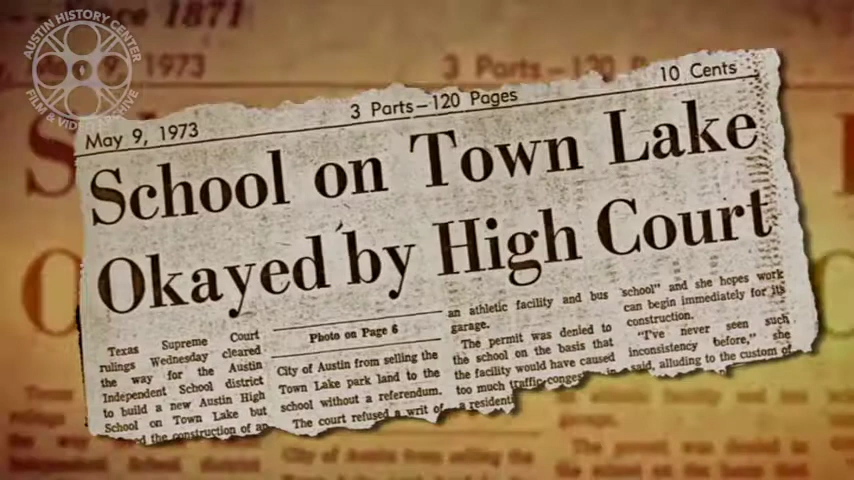 AUSTIN HISTORY CENTER
FILM & VIDEO ARCHIVE
since 1871
May 9, 1973
3 Parts—120 Pages
10 Cents
School on Town Lake
Okayed by High Court
Texas Supreme Court
rulings Wednesday cleared
the way for the Austin
Independent School district
to build a new Austin High
School on Town Lake but
the construction of an
Photo on Page 6
City of Austin from selling the
Town Lake park land to the
school without a referendum.
The court refused a writ of
an athletic facility and bus
garage.
The permit was denied to
the school on the basis that
the facility would have caused
too much traffic
a resident
school" and she hopes work
can begin immediately for its
construction.
"I've never seen such
inconsistency before," she
said, alluding to the custom of